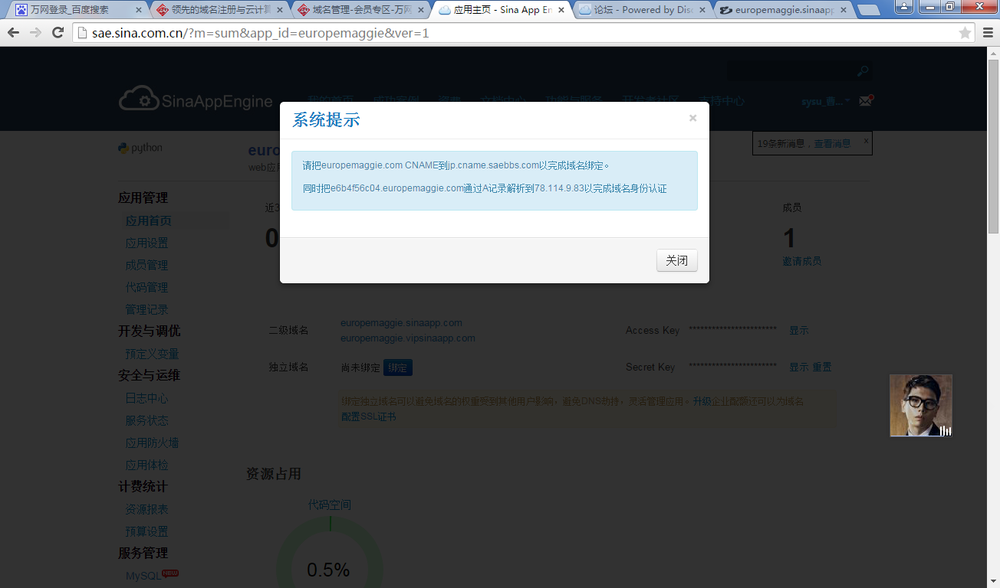 万网登录_百度搜索
领先的域名注册与云计算
域名管理-会员专区-万网
应用主页 - Sina App En
论坛 - Powered by Disc
europemaggie.sinaapp
sae.sina.com.cn/?m=sum&app_id=europemaggie&ver=1
SinaAppEngine
我的首页 成功案例 资源 文档中心 功能与服务 开发者社区 支持中心
sysu_曹...
系统提示
×
请把europemaggie.com CNAME到jp.cname.saebbs.com以完成域名绑定。
同时把e6b4f56c04.europemaggie.com通过A记录解析到78.114.9.83以完成域名身份认证
关闭
python
euro
web应
19条新消息，查看消息
x
应用管理
应用首页
应用设置
成员管理
代码管理
管理记录
开发与调优
预定义变量
安全与运维
日志中心
服务状态
应用防火墙
应用体检
计费统计
资源报表
预算设置
服务管理
MySQL NEW
近3
0
成员
1
邀请成员
二级域名
europemaggie.sinaapp.com
europemaggie.vipsinaapp.com
Access Key ************************ 显示
独立域名 尚未绑定 绑定
Secret Key ************************ 显示 重置
绑定独立域名可以避免域名的权重受到其他用户影响，避免DNS劫持，灵活管理应用。升级企业配额还可以为域名
配置SSL证书
资源占用
代码空间
0.5%